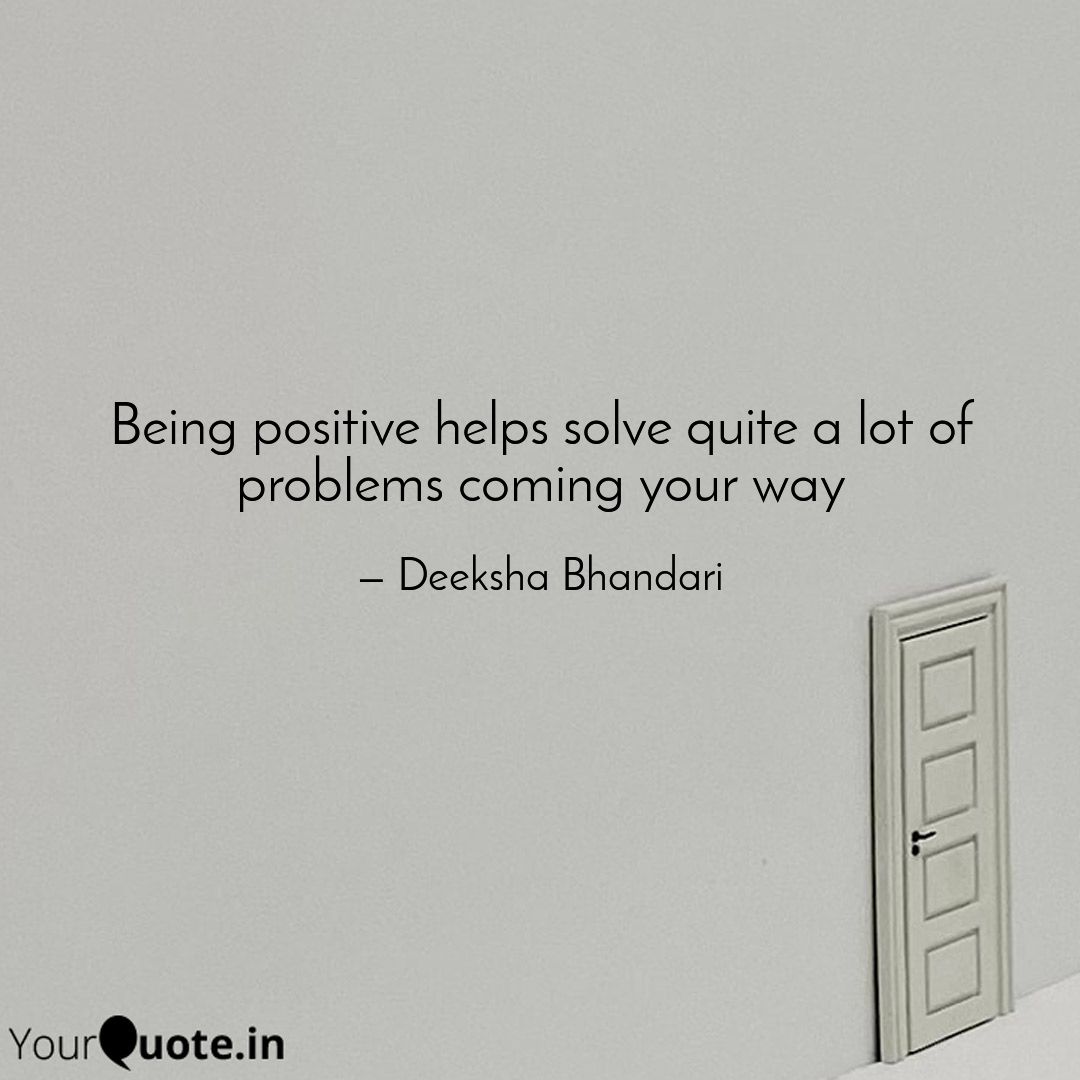 Being positive helps solve quite a lot of
problems coming your way
– Deeksha Bhandari
YourQuote.in